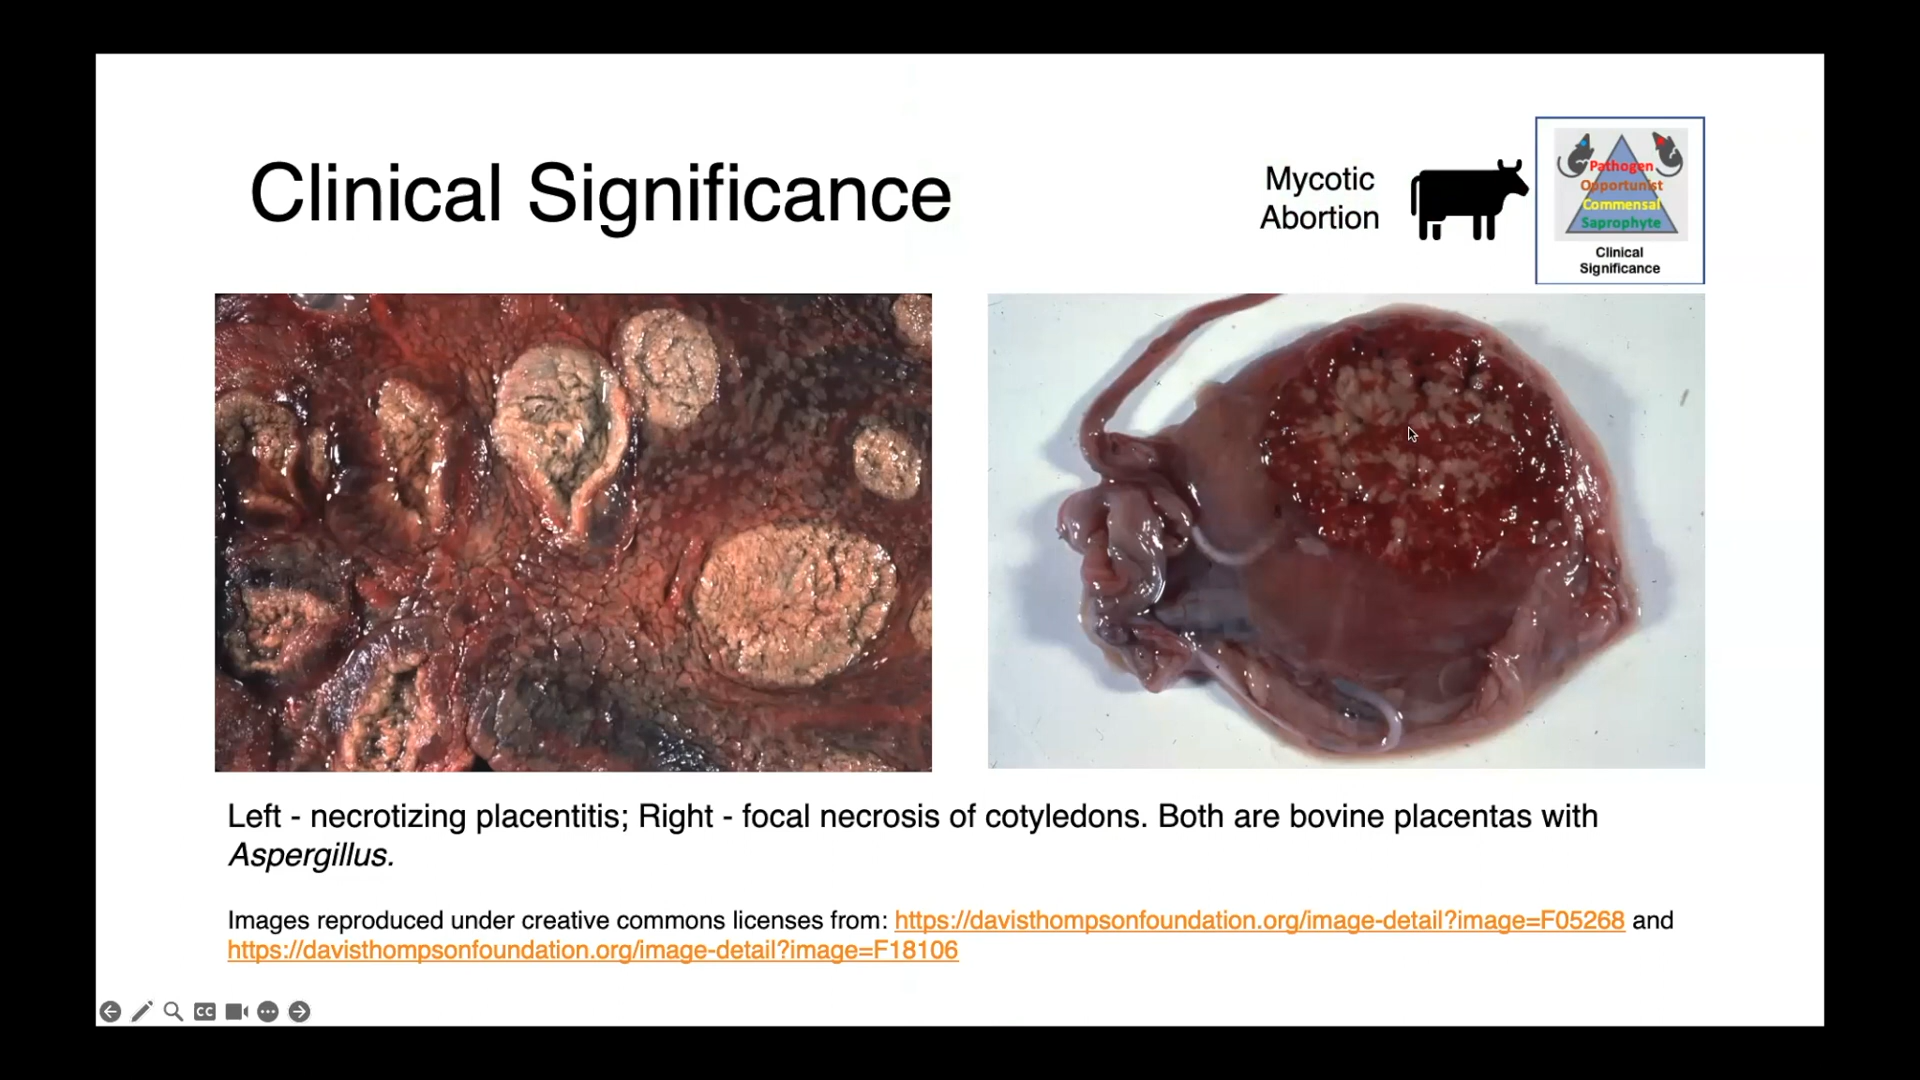 Clinical Significance
Mycotic
Abortion
Pathogen
Opportunist
Commensal
Saprophyte
Clinical
Significance
Left - necrotizing placentitis; Right - focal necrosis of cotyledons. Both are bovine placentas with
Aspergillus.
Images reproduced under creative commons licenses from: https://davisthompsonfoundation.org/image-detail?image=F05268 and
https://davisthompsonfoundation.org/image-detail?image=F18106
CC